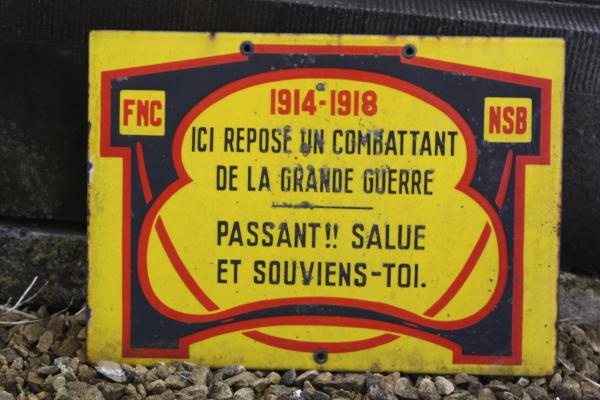 1914-1918
FNC
NSB
ICI REPOSE UN COMBATTANT
DE LA GRANDE GUERRE
PASSANT!! SALUE
ET SOUVIENS-TOI.